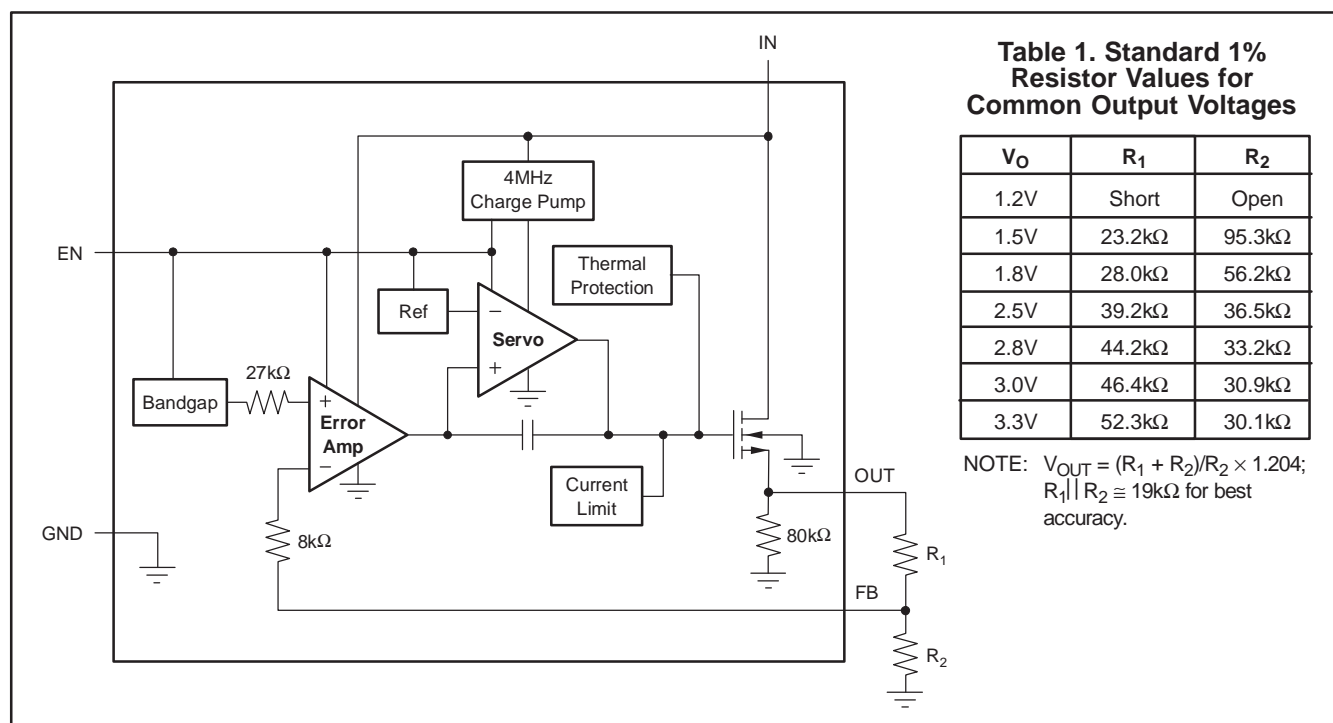 IN
4MHz
Charge Pump
EN
Thermal
Protection
Ref
−
Servo
+
27kΩ
Bandgap
+
Error
Amp
−
Current
Limit
OUT
GND
8kΩ
80kΩ
R1
FB
R2
Table 1. Standard 1%
Resistor Values for
Common Output Voltages
VO R1 R2
1.2V Short Open
1.5V 23.2kΩ 95.3kΩ
1.8V 28.0kΩ 56.2kΩ
2.5V 39.2kΩ 36.5kΩ
2.8V 44.2kΩ 33.2kΩ
3.0V 46.4kΩ 30.9kΩ
3.3V 52.3kΩ 30.1kΩ
NOTE: VOUT = (R1 + R2)/R2 × 1.204;
R1|| R2 ≅ 19kΩ for best
accuracy.